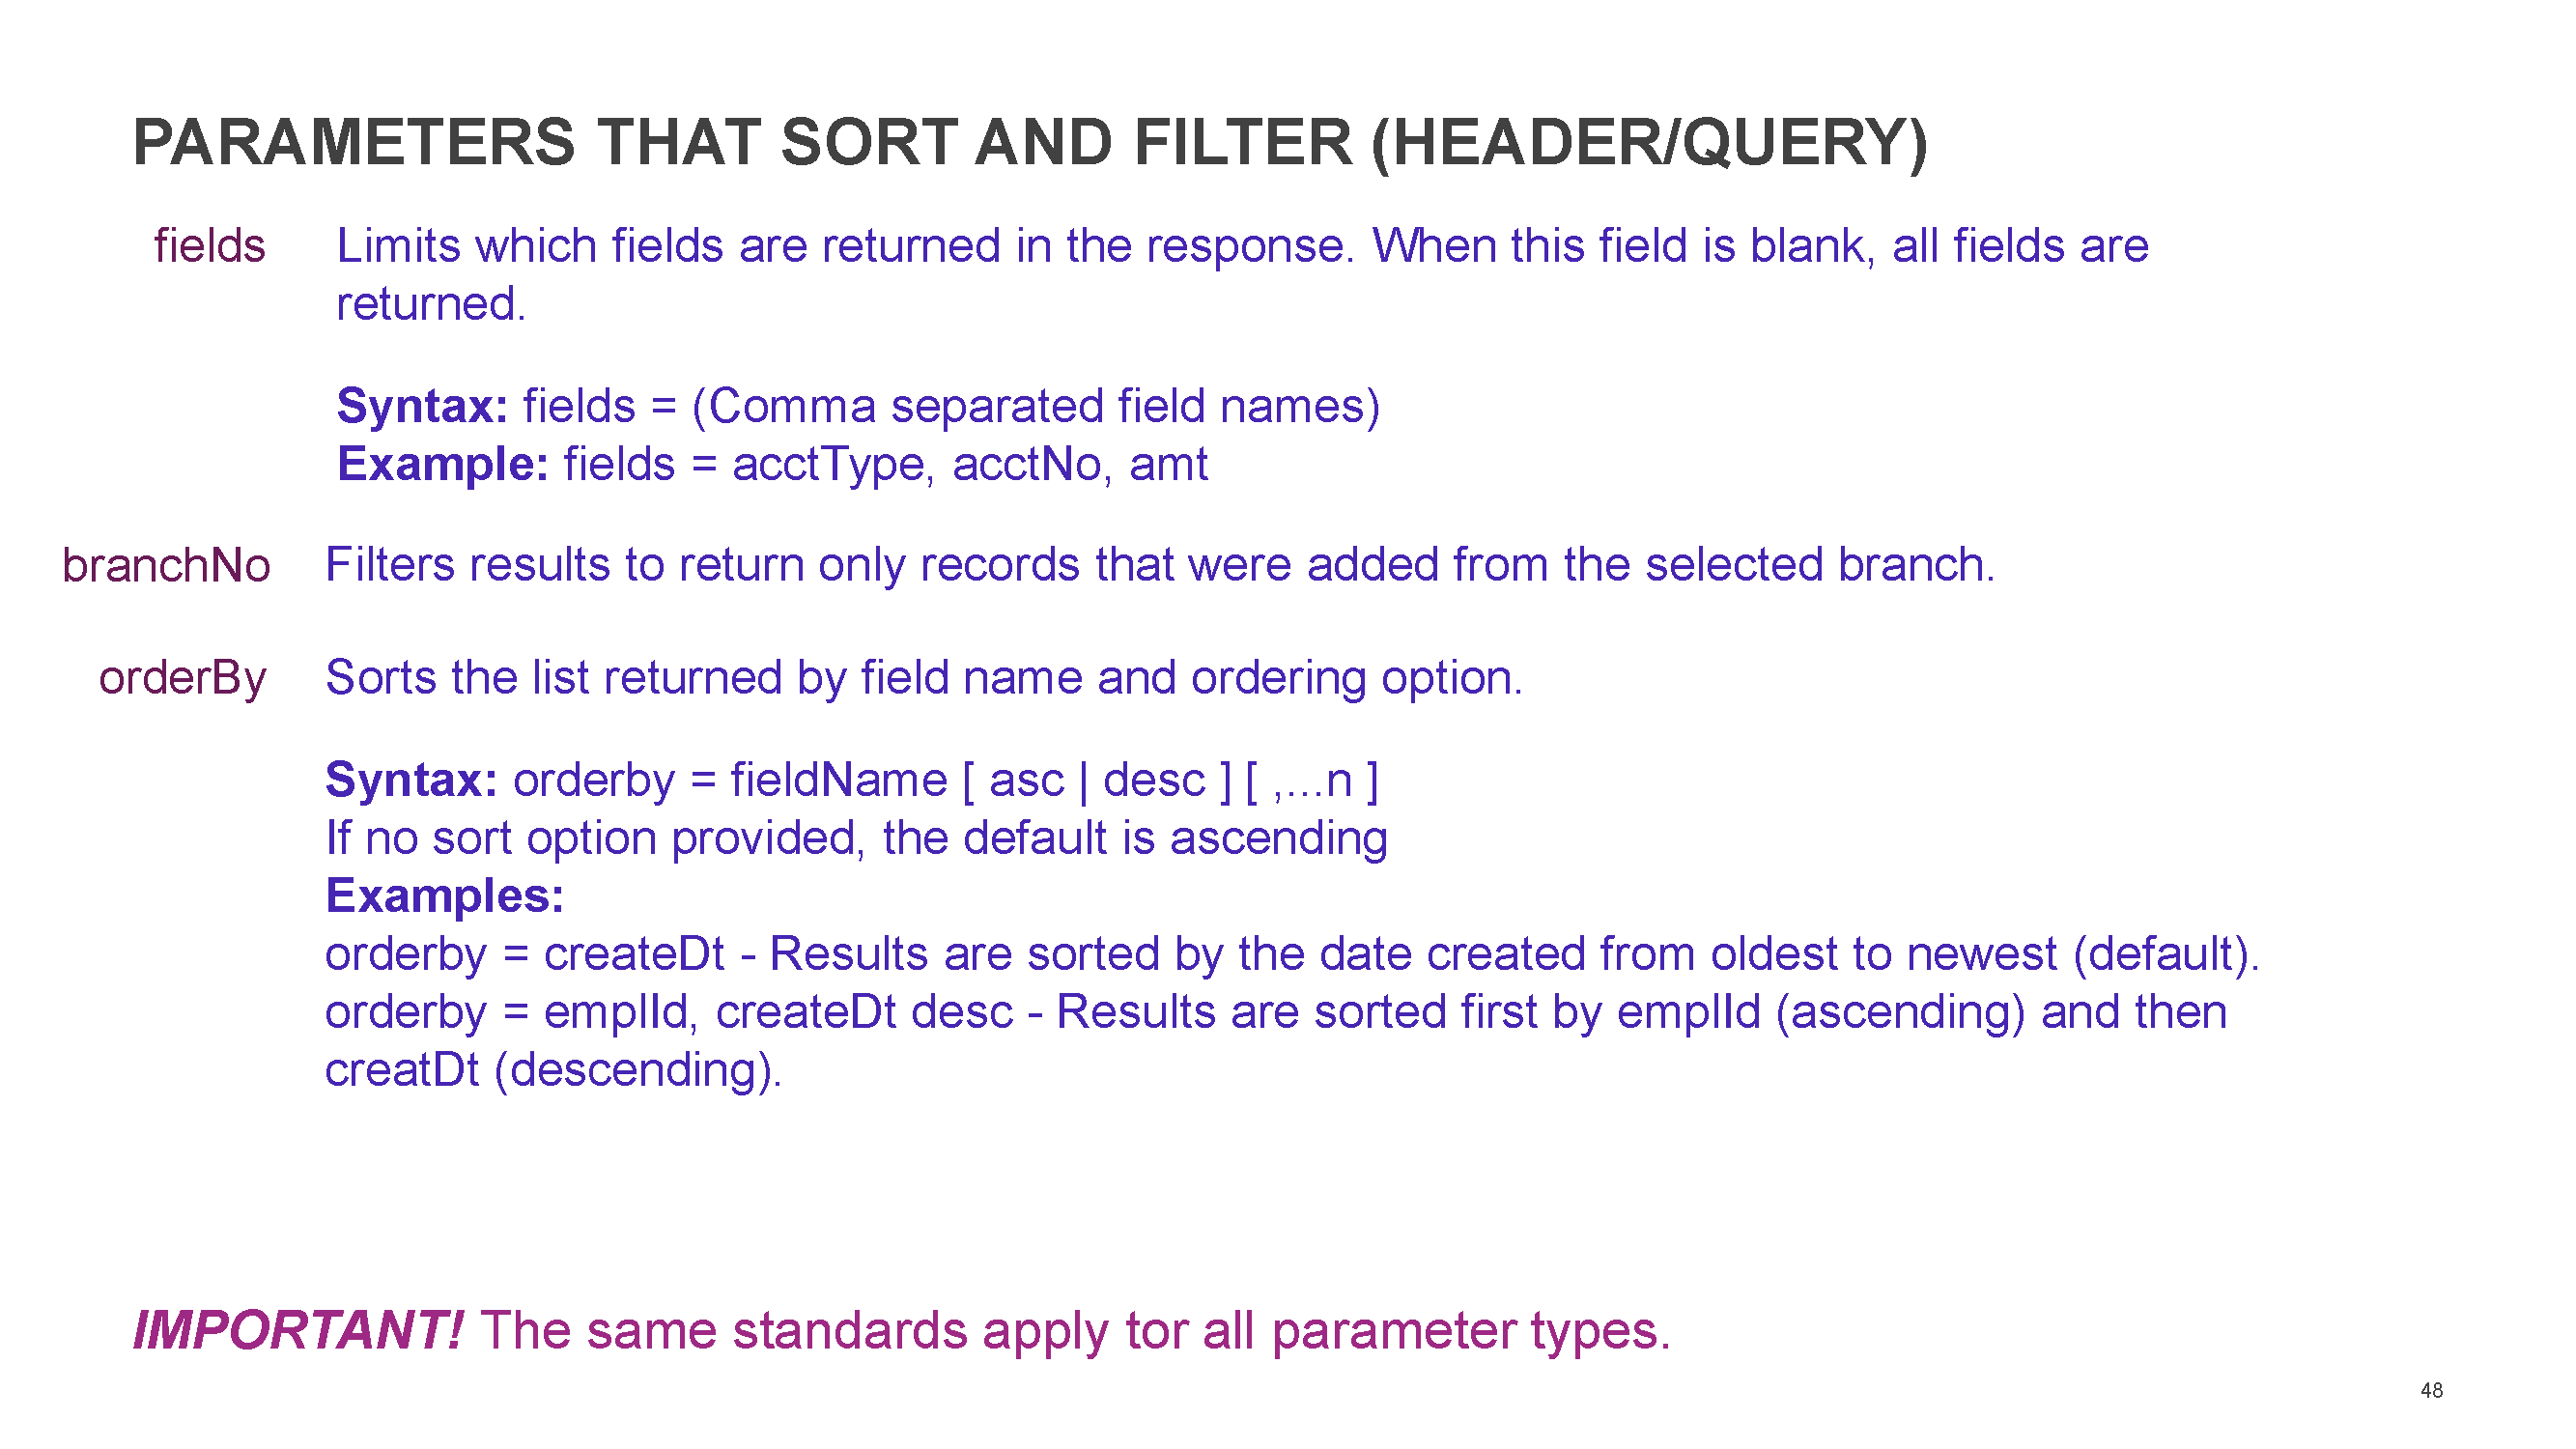 PARAMETERS THAT SORT AND FILTER (HEADER/QUERY)
fields Limits which fields are returned in the response. When this field is blank, all fields are
returned.
Syntax: fields = (Comma separated field names)
Example: fields = acctType, acctNo, amt
branchNo Filters results to return only records that were added from the selected branch.
orderBy Sorts the list returned by field name and ordering option.
Syntax: orderby = fieldName [ asc | desc ] [ ,...n ]
If no sort option provided, the default is ascending
Examples:
orderby = createDt - Results are sorted by the date created from oldest to newest (default).
orderby = emplId, createDt desc - Results are sorted first by emplId (ascending) and then
creatDt (descending).
IMPORTANT! The same standards apply tor all parameter types.
48